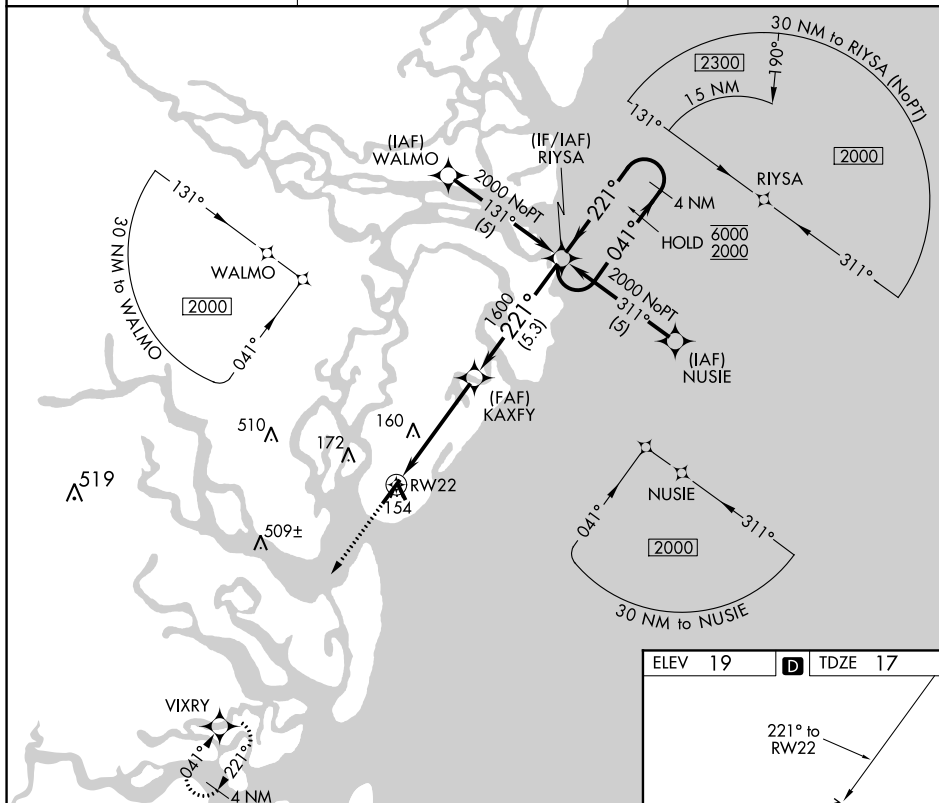 30 NM to RIYSA (NoPT)
2300
190°
15 NM
131°
2000
RIYSA
311°
(IAF)
WALMO
(IF/IAF)
RIYSA
2000 NoPT
131°
(5)
221°
041°
4 NM
HOLD
6000
2000
2000 NoPT
311°
(5)
(IAF)
NUSIE
131°
30 NM to WALMO
WALMO
2000
041°
1600
221°
(5.3)
(FAF)
KAXFY
510
172
160
519
RW22
154
509±
NUSIE
041°
311°
2000
30 NM to NUSIE
VIXRY
041°
221°
4 NM
ELEV 19
D
TDZE 17
221° to
RW22